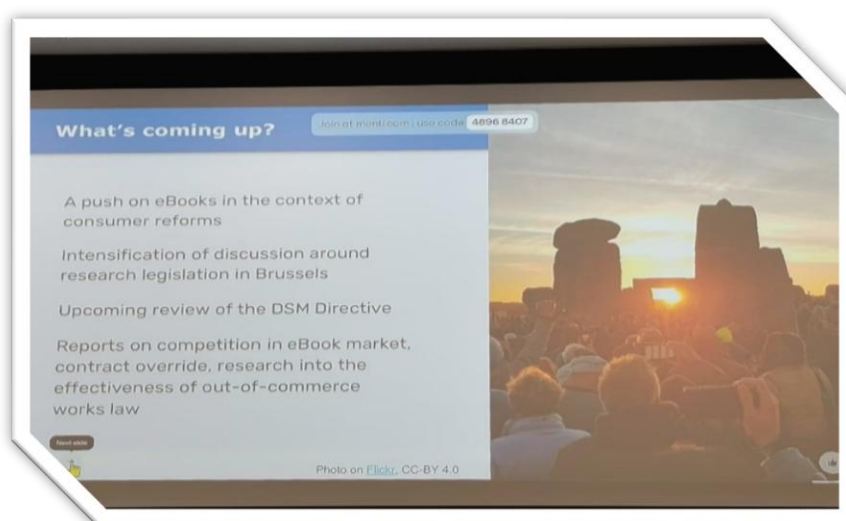 What's coming up?
Join at menti.com | use code 4896 8407
A push on eBooks in the context of
consumer reforms
Intensification of discussion around
research legislation in Brussels
Upcoming review of the DSM Directive
Reports on competition in eBook market,
contract override, research into the
effectiveness of out-of-commerce
works law
Next slide
Photo on Flickr, CC-BY 4.0